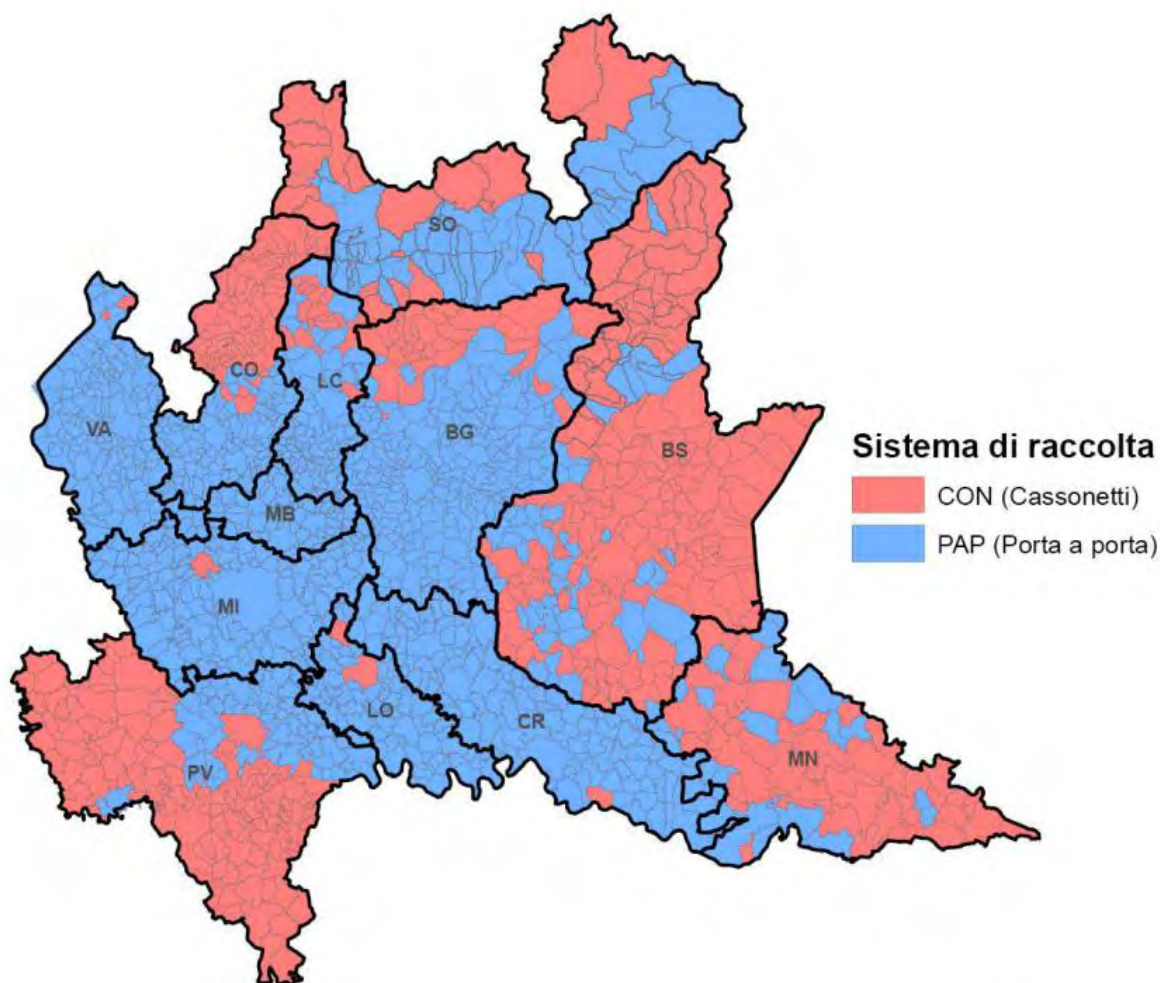 SO
CO
LC
VA
BG
BS
MB
MI
LO
CR
PV
MN
Sistema di raccolta
CON (Cassonetti)
PAP (Porta a porta)